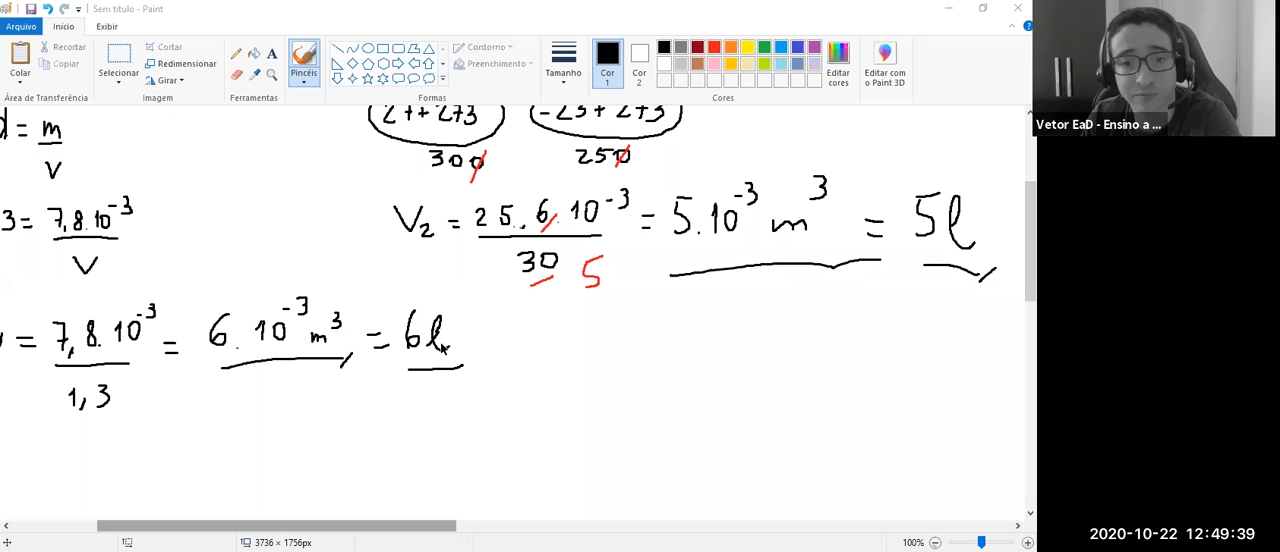 Sem título - Paint
Arquivo Início Exibir
Colar
Recortar
Copiar
Área de Transferência
Selecionar
Cortar
Redimensionar
Girar
Imagem
Ferramentas
Pincéis
Formas
Contorno
Preenchimento
Tamanho
Cor 1
Cor 2
Editar cores
Cores
Editar com o Paint 3D
Vetor EaD - Ensino a ...
d = m
V
27 + 273
300
-23 + 273
250
3 = 7,8.10⁻³
V
V₂ = 25.6.10⁻³ = 5.10⁻³ m³ = 5l
30 5
= 7,8.10⁻³ = 6.10⁻³ m³ = 6l
1,3
3736 × 1756px
100%
2020-10-22 12:49:39